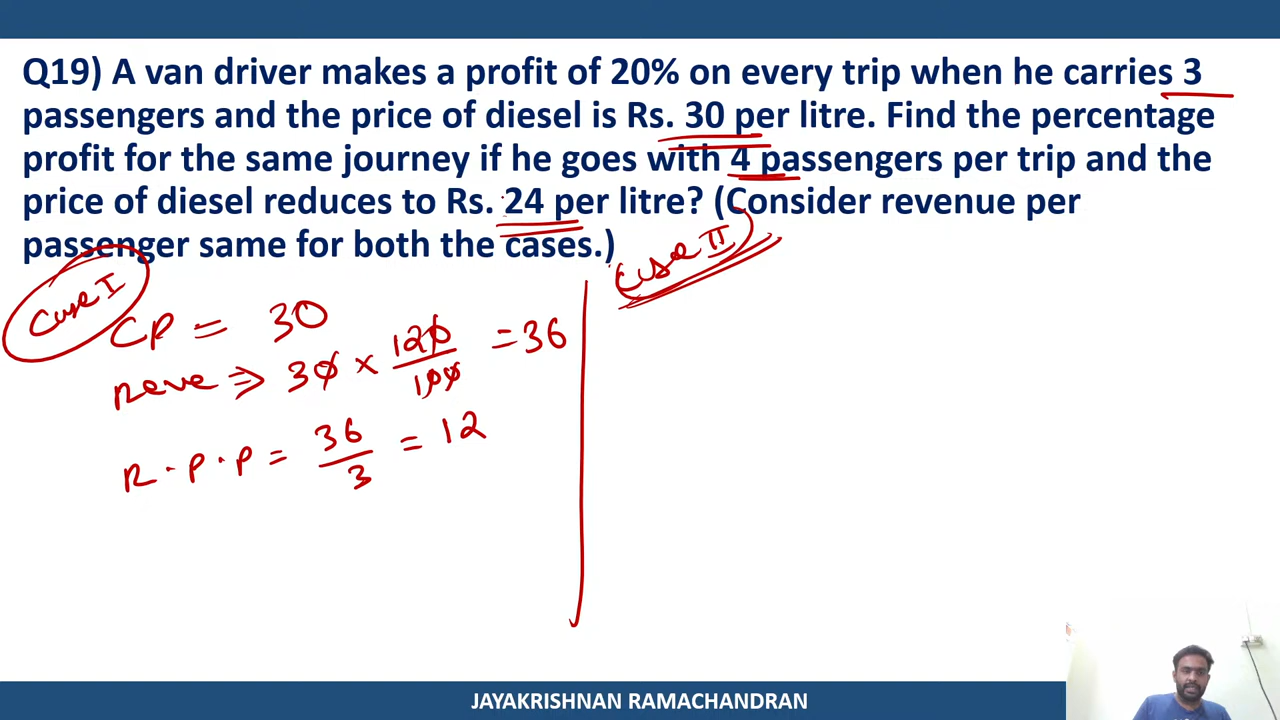 Q19) A van driver makes a profit of 20% on every trip when he carries 3
passengers and the price of diesel is Rs. 30 per litre. Find the percentage
profit for the same journey if he goes with 4 passengers per trip and the
price of diesel reduces to Rs. 24 per litre? (Consider revenue per
passenger same for both the cases.)
Case I
Case II
CP = 30
Reve ⇒ 30 × 120/100 = 36
R.P.P = 36/3 = 12
JAYAKRISHNAN RAMACHANDRAN